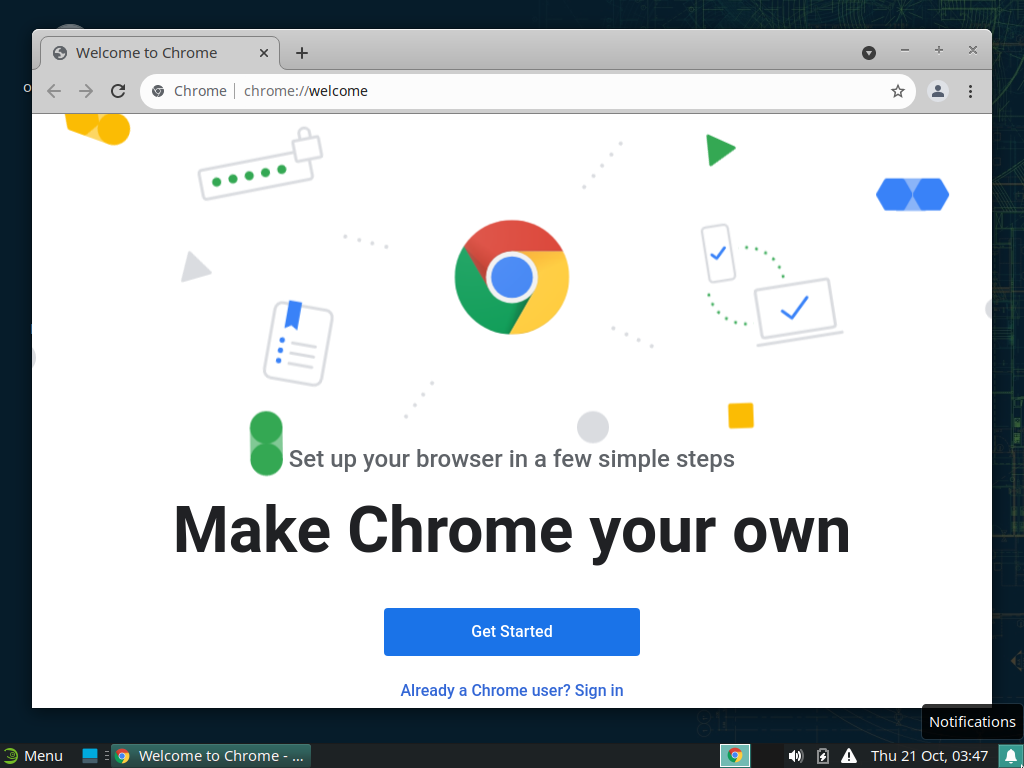 Welcome to Chrome
Chrome
chrome://welcome
Set up your browser in a few simple steps
Make Chrome your own
Get Started
Already a Chrome user? Sign in
Notifications
Menu
Welcome to Chrome - ...
Thu 21 Oct, 03:47